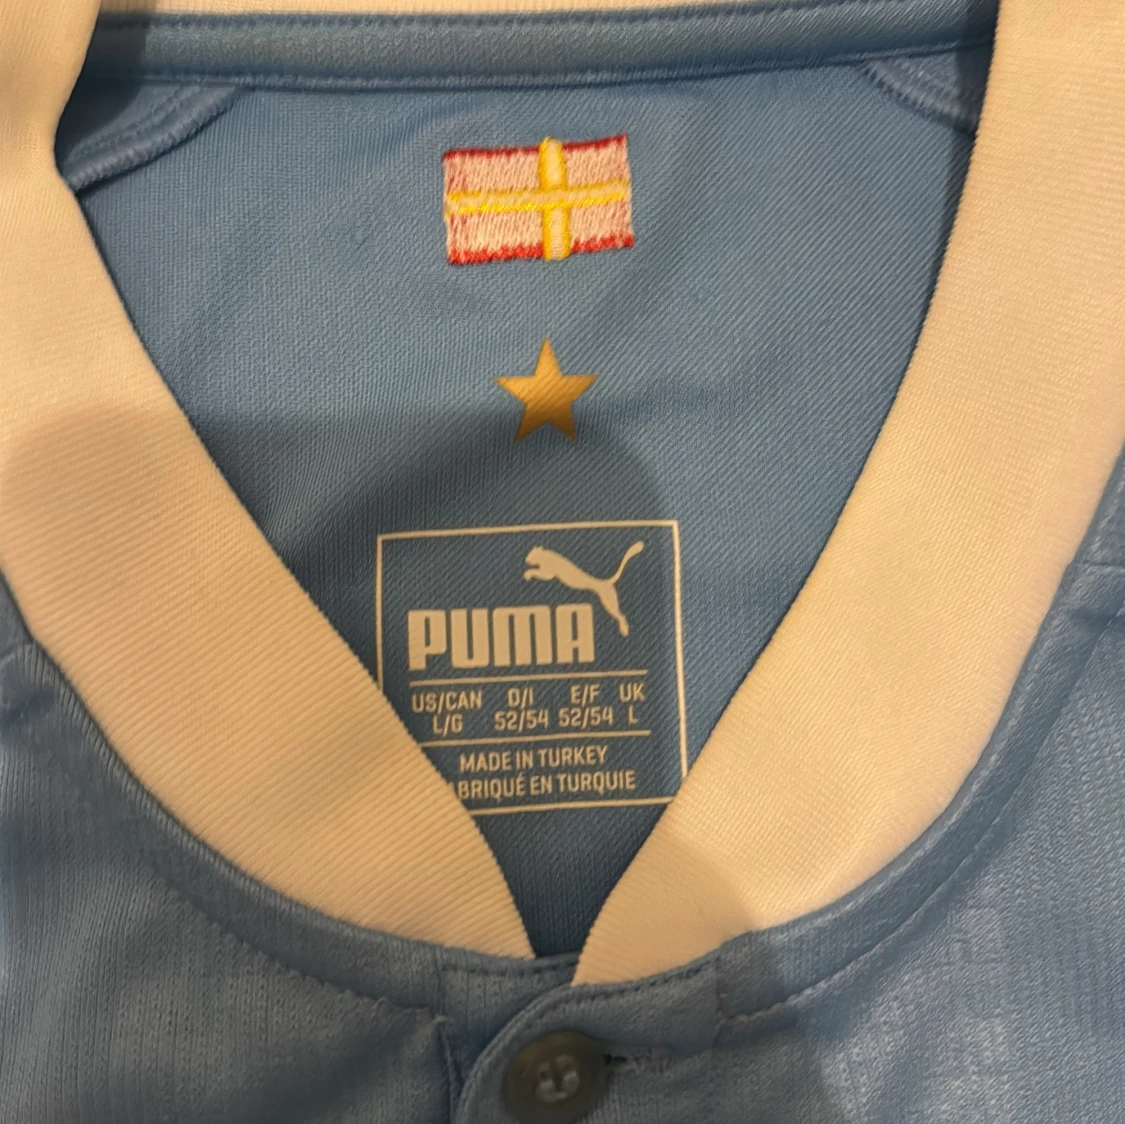 PUMA
US/CAN D/I E/F UK
L/G 52/54 52/54 L
MADE IN TURKEY
ABRIQUÉ EN TURQUIE